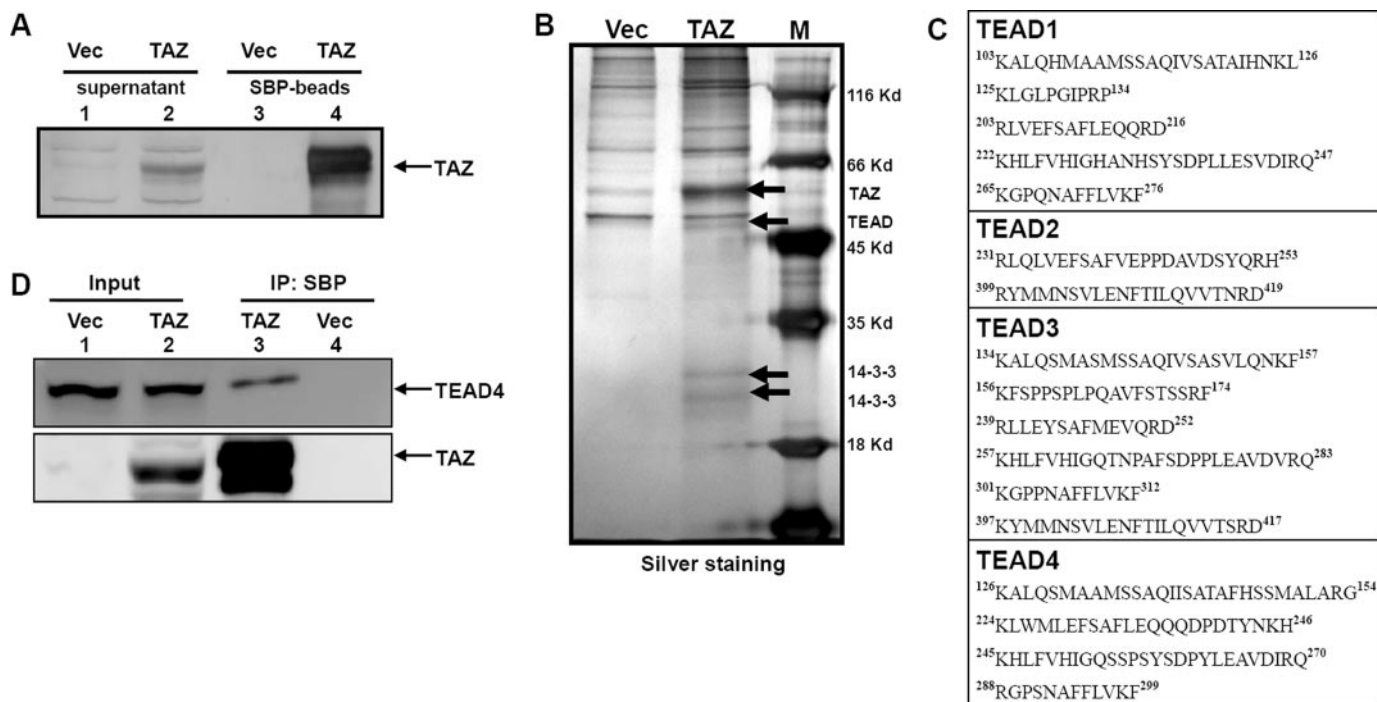 A
Vec TAZ Vec TAZ
supernatant SBP-beads
1 2 3 4
TAZ
B
Vec TAZ M
116 Kd
66 Kd
TAZ
TEAD
45 Kd
35 Kd
14-3-3
14-3-3
18 Kd
Silver staining
C
TEAD1
103KALQHMAAMSSAQIVSATAIHNKL126
125KLGLPGIPRP134
203RLVEFSAFLEQQRD216
222KHLFVHIGHANHSYSDPLLESVDIRQ247
265KGPQNAFFLVKF276
TEAD2
231RLQLVEFSAFVEPPDAVDSYQRH253
399RYMMNSVLENFTILQVVTNRD419
TEAD3
134KALQSMASMSSAQIVSASVLQNKF157
156KFSPPSPLPQAVFSTSSRF174
239RLLEYSAFMEVQRD252
257KHLFVHIGQTNPAFSDPPLEAVDVRQ283
301KGPPNAFFLVKF312
397KYMMNSVLENFTILQVVTSRD417
TEAD4
126KALQSMAAMSSAQIISATAFHSSMALARG154
224KLWMLEFSAFLEQQQDPDTYNKH246
245KHLFVHIGQSSPSYSDPYLEAVDIRQ270
288RGPSNAFFLVKF299
D
Input IP: SBP
Vec TAZ TAZ Vec
1 2 3 4
TEAD4
TAZ